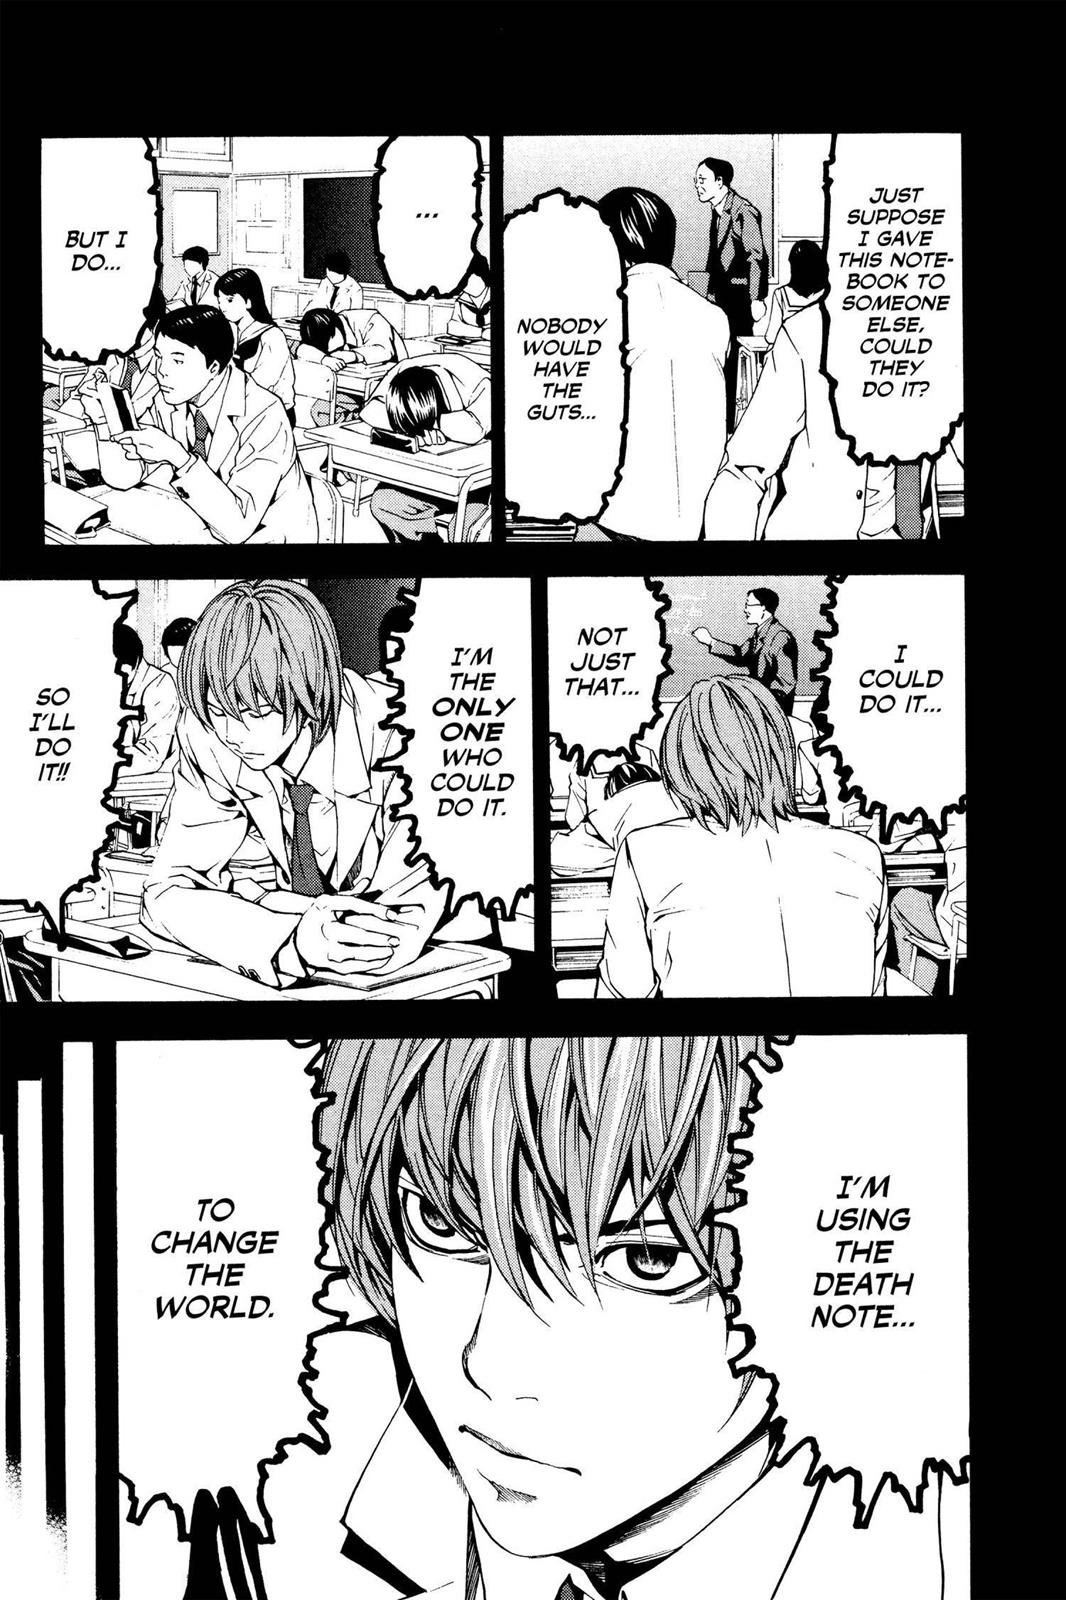 JUST
SUPPOSE
I GAVE
THIS NOTE-
BOOK TO
SOMEONE
ELSE,
COULD
THEY
DO IT?
NOBODY
WOULD
HAVE
THE
GUTS...
...
BUT I
DO...
I
COULD
DO IT...
NOT
JUST
THAT...
I'M
THE
ONLY
ONE WHO
COULD
DO IT.
SO
I'LL
DO
IT!!
I'M
USING
THE
DEATH
NOTE...
TO
CHANGE
THE
WORLD.